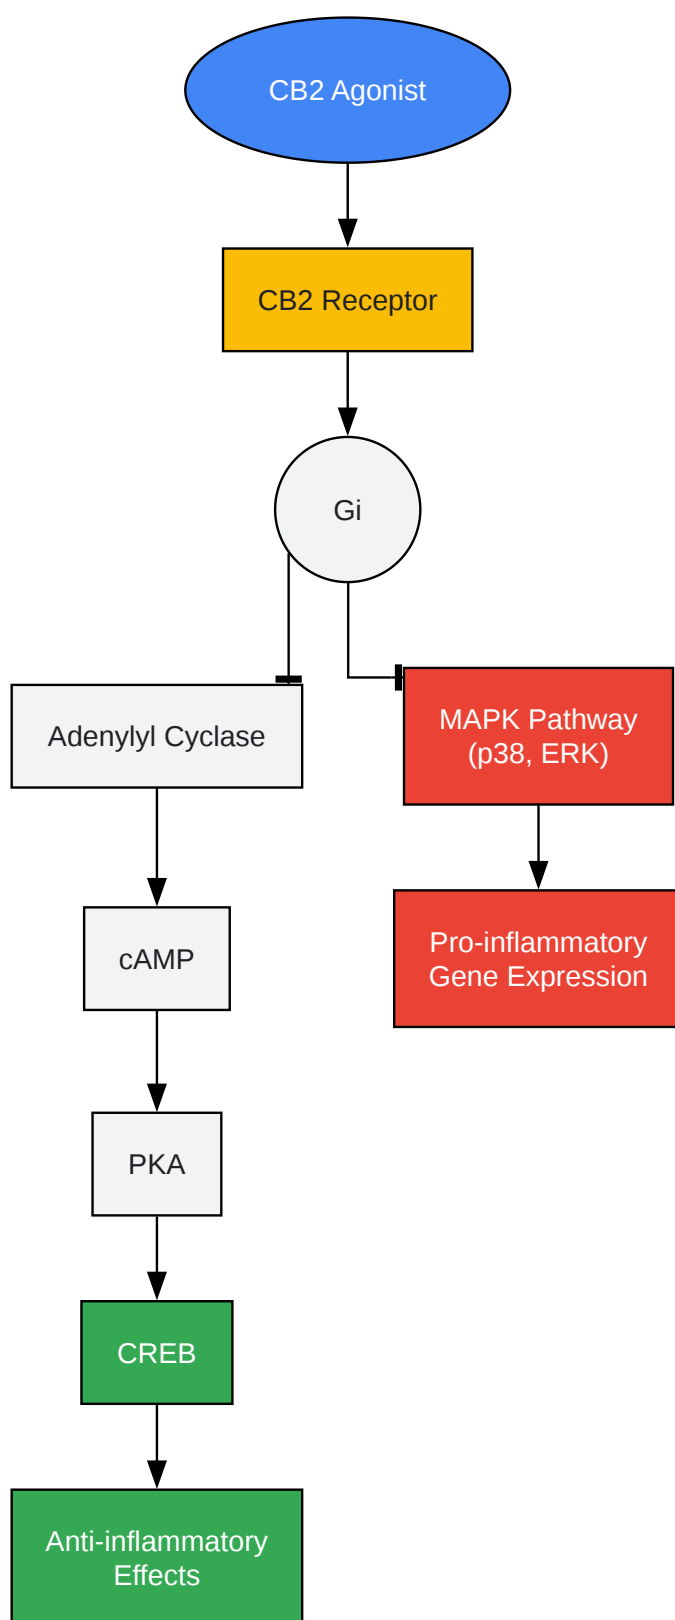 CB2 Agonist
CB2 Receptor
Gi
Adenylyl Cyclase
MAPK Pathway
(p38, ERK)
cAMP
Pro-inflammatory
Gene Expression
PKA
CREB
Anti-inflammatory
Effects